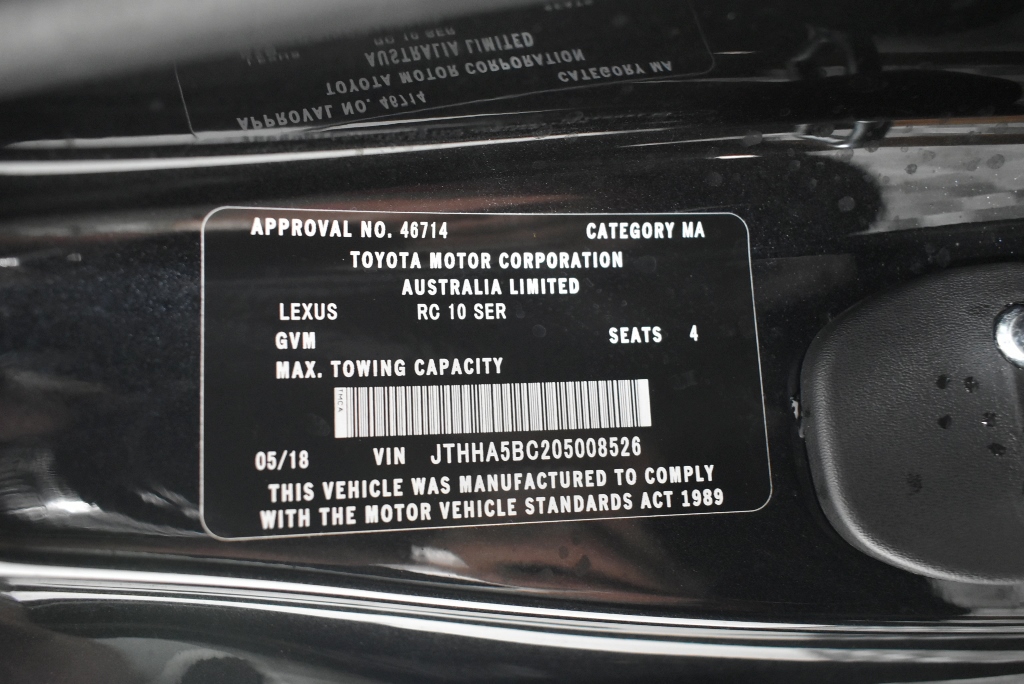 APPROVAL NO. 46714 CATEGORY MA
TOYOTA MOTOR CORPORATION
AUSTRALIA LIMITED
LEXUS RC 10 SER
GVM SEATS 4
MAX. TOWING CAPACITY
TMCA
05/18 VIN JTHHA5BC205008526
THIS VEHICLE WAS MANUFACTURED TO COMPLY
WITH THE MOTOR VEHICLE STANDARDS ACT 1989